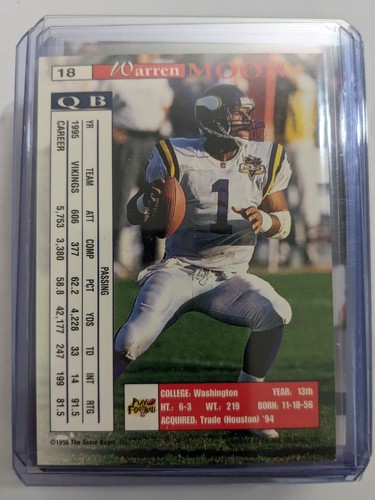 18 Warren MOON
QB
PASSING
YR TEAM ATT COMP PCT YDS TD INT RTG
1995 VIKINGS 606 377 62.2 4,228 33 14 91.5
CAREER 5,753 3,380 58.8 42,177 247 199 81.5
1
Play Football
COLLEGE: Washington YEAR: 13th
HT.: 6-3 WT.: 219 BORN: 11-18-56
ACQUIRED: Trade (Houston) '94
©1996 The Score Board, Inc.